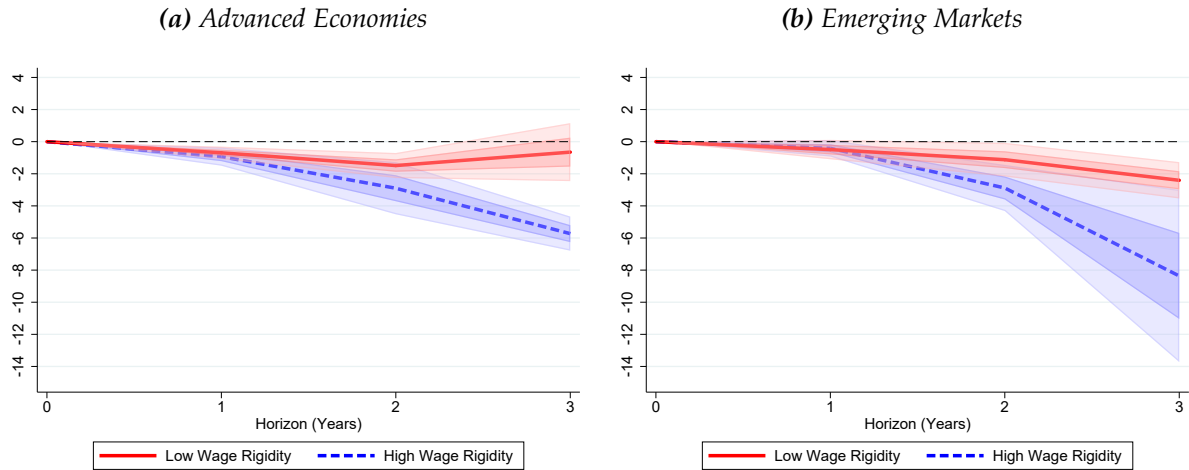 (a) Advanced Economies
4
2
0
-2
-4
-6
-8
-10
-12
-14
0 1 2 3
Horizon (Years)
Low Wage Rigidity High Wage Rigidity
(b) Emerging Markets
4
2
0
-2
-4
-6
-8
-10
-12
-14
0 1 2 3
Horizon (Years)
Low Wage Rigidity High Wage Rigidity